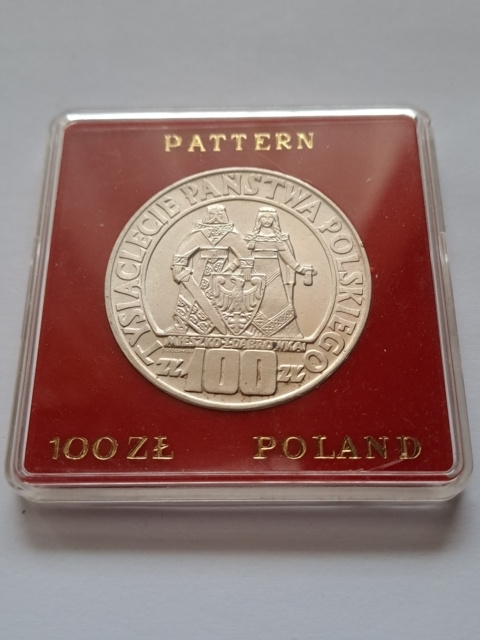 PATTERN
TYSIĄCLECIE PAŃSTWA POLSKIEGO
MIESZKO I DĄBRÓWKA
ZŁ 100 ZŁ
100 ZŁ POLAND